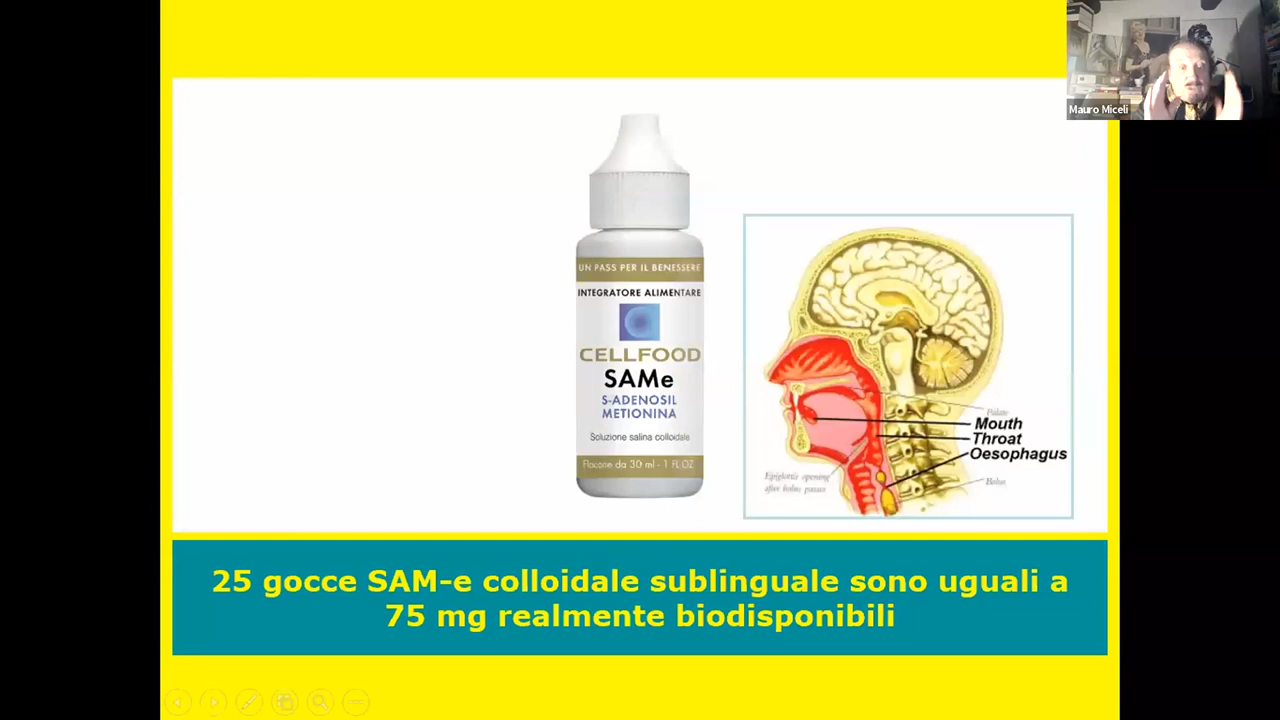 Mauro Miceli
UN PASS PER IL BENESSERE
INTEGRATORE ALIMENTARE
CELLFOOD
SAMe
S-ADENOSIL
METIONINA
Soluzione salina colloidale
Flacone da 30 ml - 1 FL.OZ
Palate
Mouth
Throat
Oesophagus
Epiglottis opening
after bolus passes
Bolus
25 gocce SAM-e colloidale sublinguale sono uguali a
75 mg realmente biodisponibili